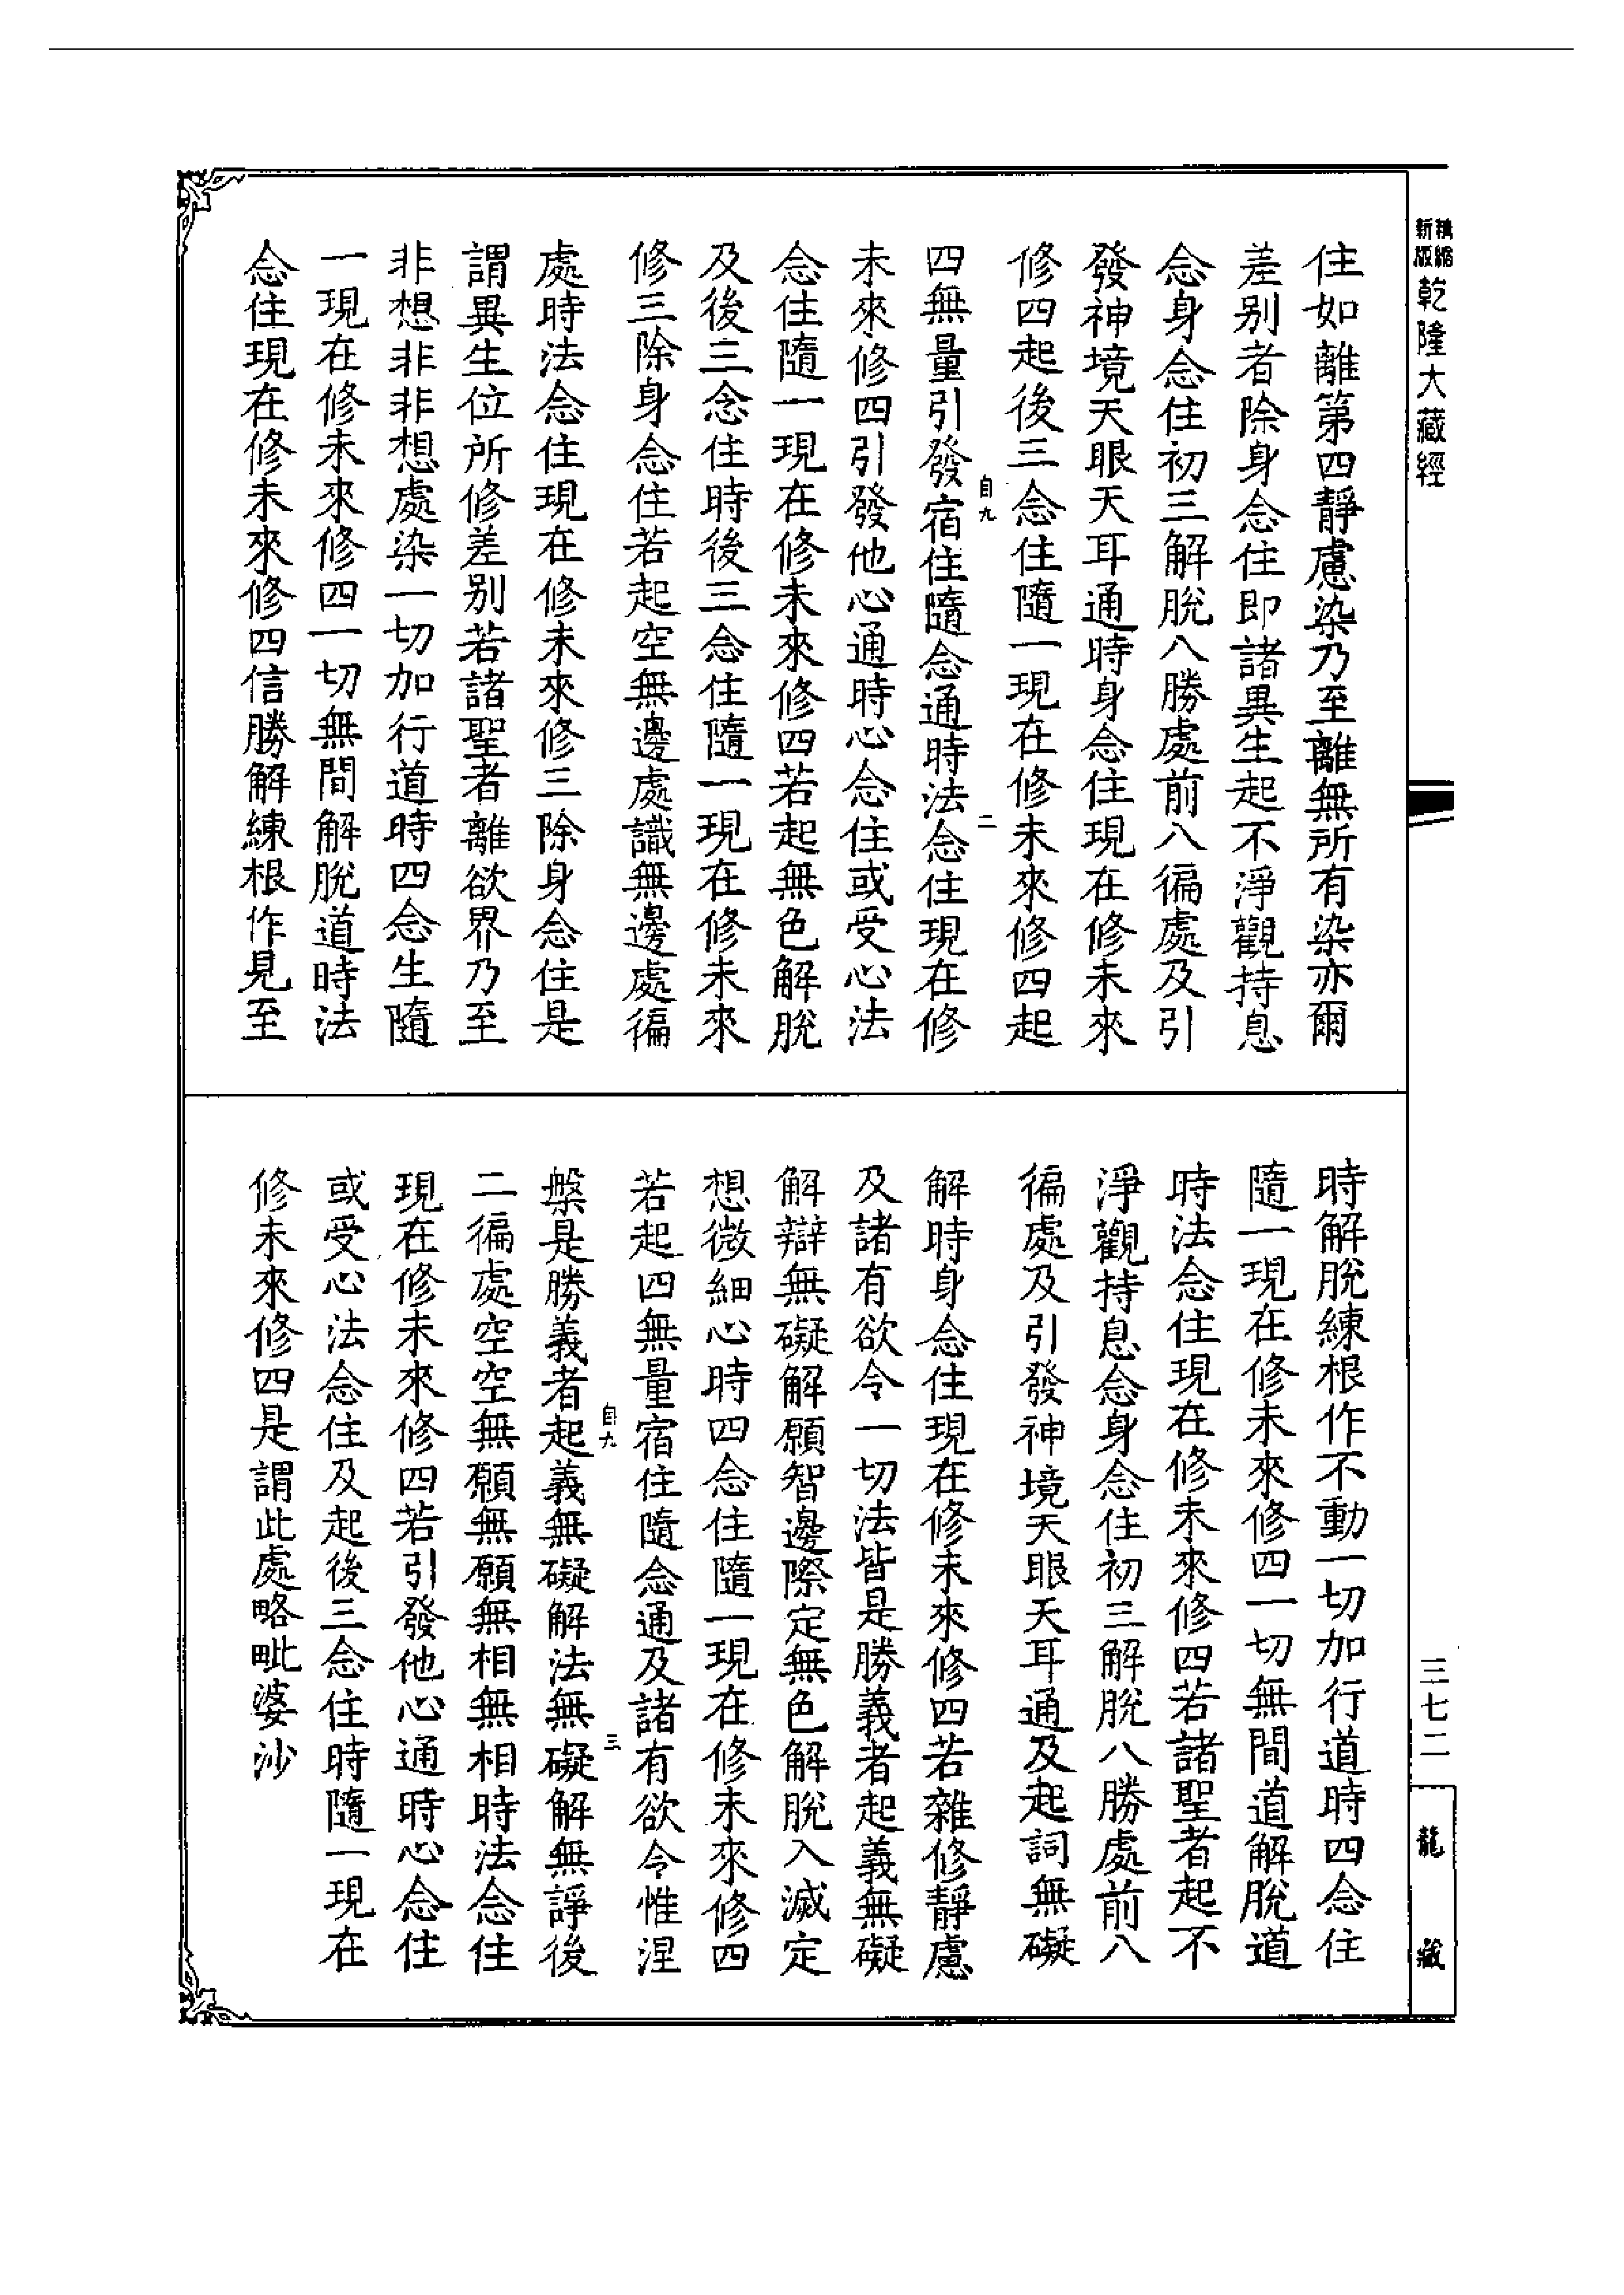 精縮
新版
乾隆大藏經
住如離第四靜慮染乃至離無所有染亦爾
差别者除身念住即諸異生起不淨觀持息
念身念住初三解脫八勝處前八徧處及引
發神境天眼天耳通時身念住現在修未來
修四起後三念住隨一現在修未來修四起
自九
二
四無量引發宿住隨念通時法念住現在修
未來修四引發他心通時心念住或受心法
念住隨一現在修未來修四若起無色解脫
及後三念住時後三念住隨一現在修未來
修三除身念住若起空無邊處識無邊處徧
處時法念住現在修未來修三除身念住是
謂異生位所修差别若諸聖者離欲界乃至
非想非非想處染一切加行道時四念生隨
一現在修未來修四一切無間解脫道時法
念住現在修未來修四信勝解練根作見至
時解脫練根作不動一切加行道時四念住
隨一現在修未來修四一切無間道解脫道
時法念住現在修未來修四若諸聖者起不
淨觀持息念身念住初三解脫八勝處前八
徧處及引發神境天眼天耳通及起詞無礙
解時身念住現在修未來修四若雜修靜慮
及諸有欲令一切法皆是勝義者起義無礙
解辯無礙解願智邊際定無色解脫入滅定
想微細心時四念住隨一現在修未來修四
若起四無量宿住隨念通及諸有欲令惟涅
自九
三
槃是勝義者起義無礙解法無礙解無諍後
二徧處空空無願無願無相無相時法念住
現在修未來修四若引發他心通時心念住
或受心法念住及起後三念住時隨一現在
修未來修四是謂此處略毗婆沙
三七二
龍藏